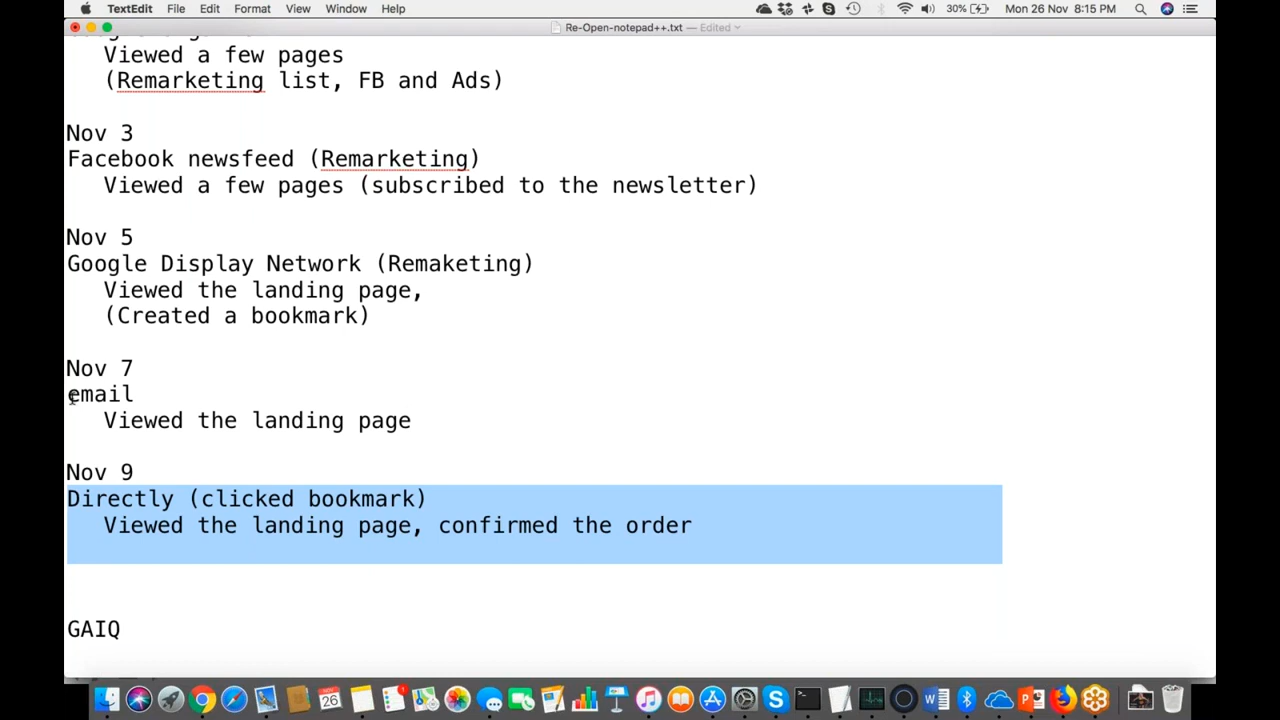 TextEdit File Edit Format View Window Help 30% Mon 26 Nov 8:15 PM
Re-Open-notepad++.txt — Edited
Viewed a few pages
(Remarketing list, FB and Ads)
Nov 3
Facebook newsfeed (Remarketing)
Viewed a few pages (subscribed to the newsletter)
Nov 5
Google Display Network (Remaketing)
Viewed the landing page,
(Created a bookmark)
Nov 7
email
Viewed the landing page
Nov 9
Directly (clicked bookmark)
Viewed the landing page, confirmed the order
GAIQ